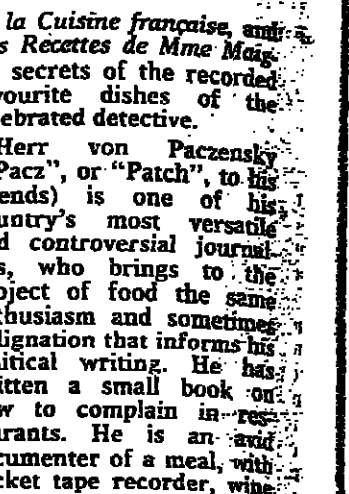 la Cuisine française, and
s Recettes de Mme Maig-
secrets of the recorded
vourite dishes of the
ebrated detective.
Herr von Paczensky
Pacz", or "Patch", to his
ends) is one of his
untry's most versatile
d controversial journal-
s, who brings to the
bject of food the same
thusiasm and sometimes
dignation that informs his
litical writing. He has
itten a small book on
w to complain in res-
urants. He is an avid
cumenter of a meal, with
cket tape recorder, wine